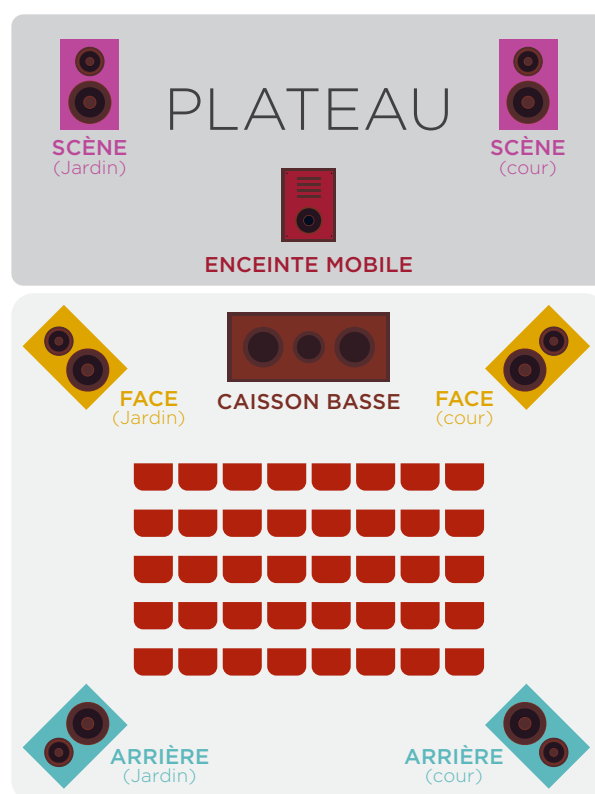 PLATEAU
SCÈNE
(Jardin)
SCÈNE
(cour)
ENCEINTE MOBILE
FACE
(Jardin)
CAISSON BASSE
FACE
(cour)
ARRIÈRE
(Jardin)
ARRIÈRE
(cour)